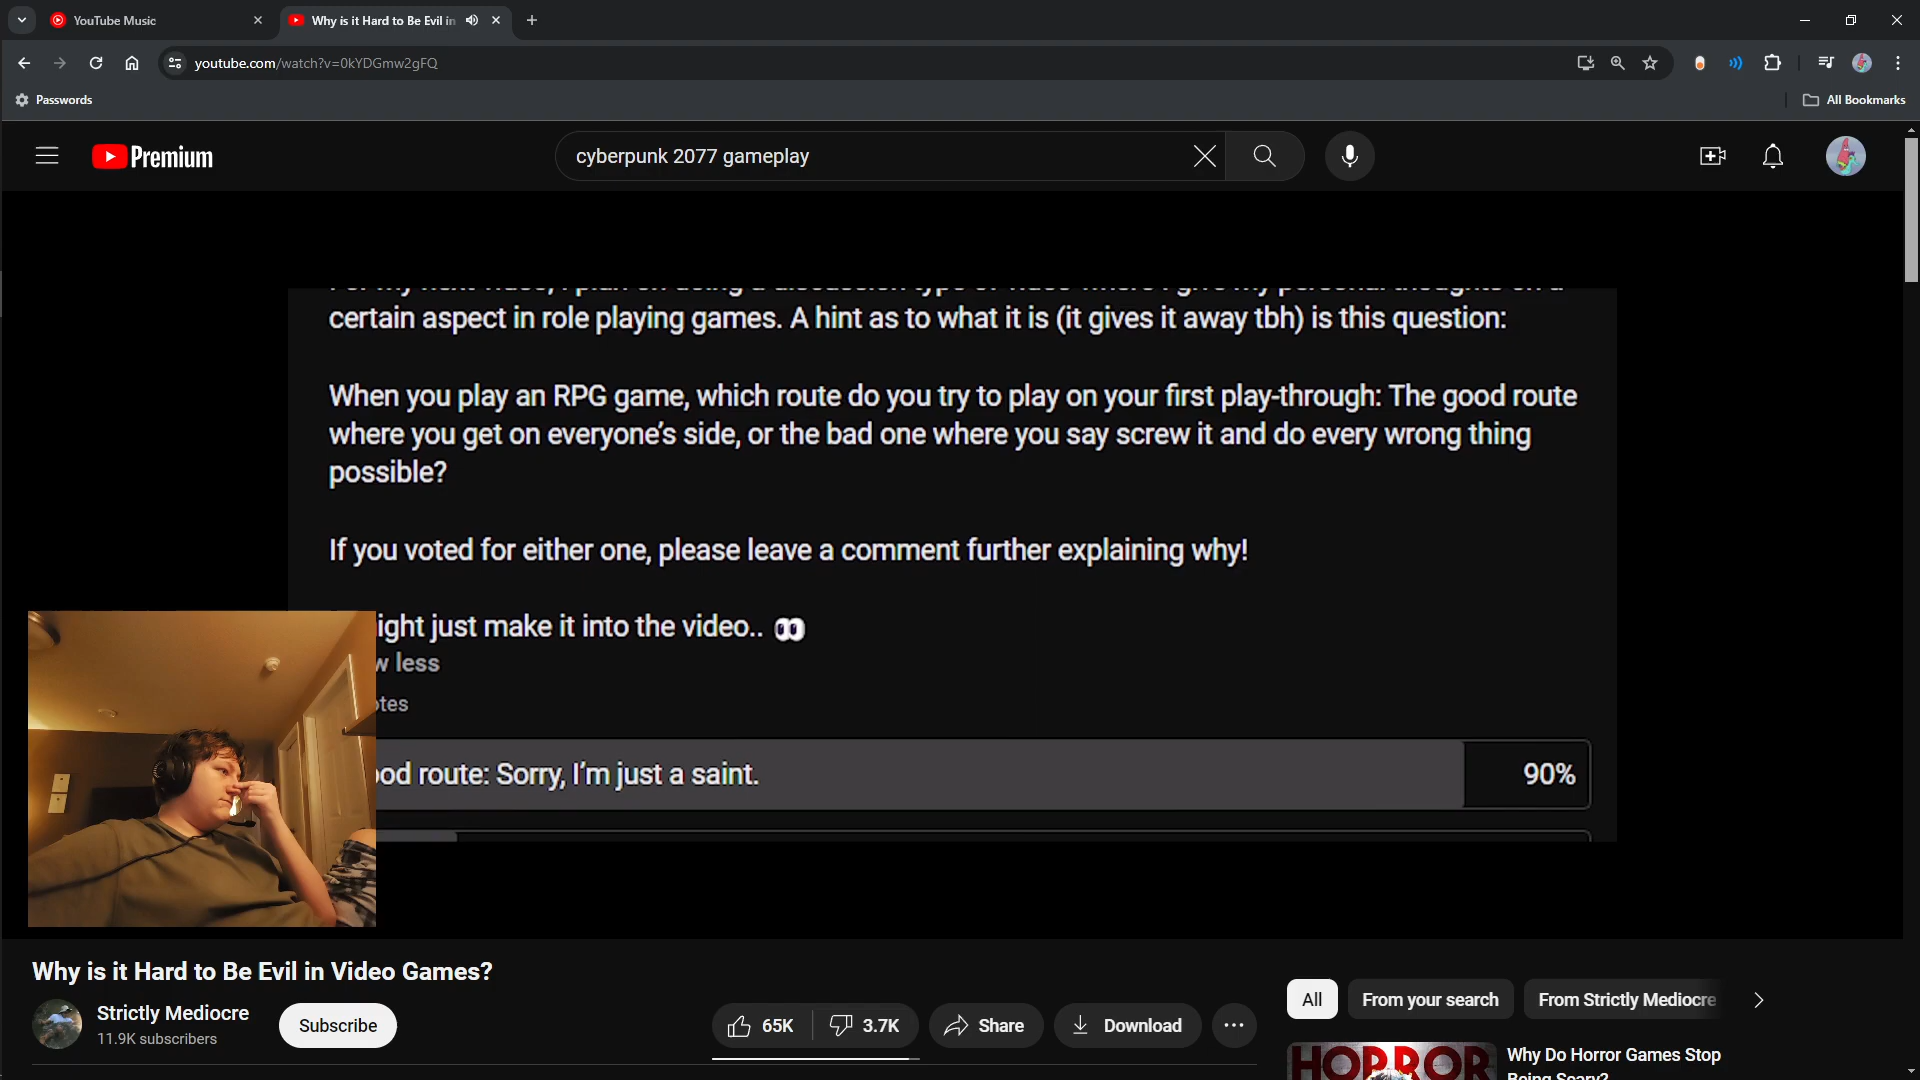 YouTube Music
Why is it Hard to Be Evil in
youtube.com/watch?v=0kYDGmw2gFQ
Passwords
All Bookmarks
Premium
cyberpunk 2077 gameplay
certain aspect in role playing games. A hint as to what it is (it gives it away tbh) is this question:
When you play an RPG game, which route do you try to play on your first play-through: The good route
where you get on everyone's side, or the bad one where you say screw it and do every wrong thing
possible?
If you voted for either one, please leave a comment further explaining why!
ight just make it into the video.. 👀
w less
otes
od route: Sorry, I'm just a saint.
90%
Why is it Hard to Be Evil in Video Games?
Strictly Mediocre
11.9K subscribers
Subscribe
65K
3.7K
Share
Download
All
From your search
From Strictly Mediocre
HORROR
Why Do Horror Games Stop
Being Scary?